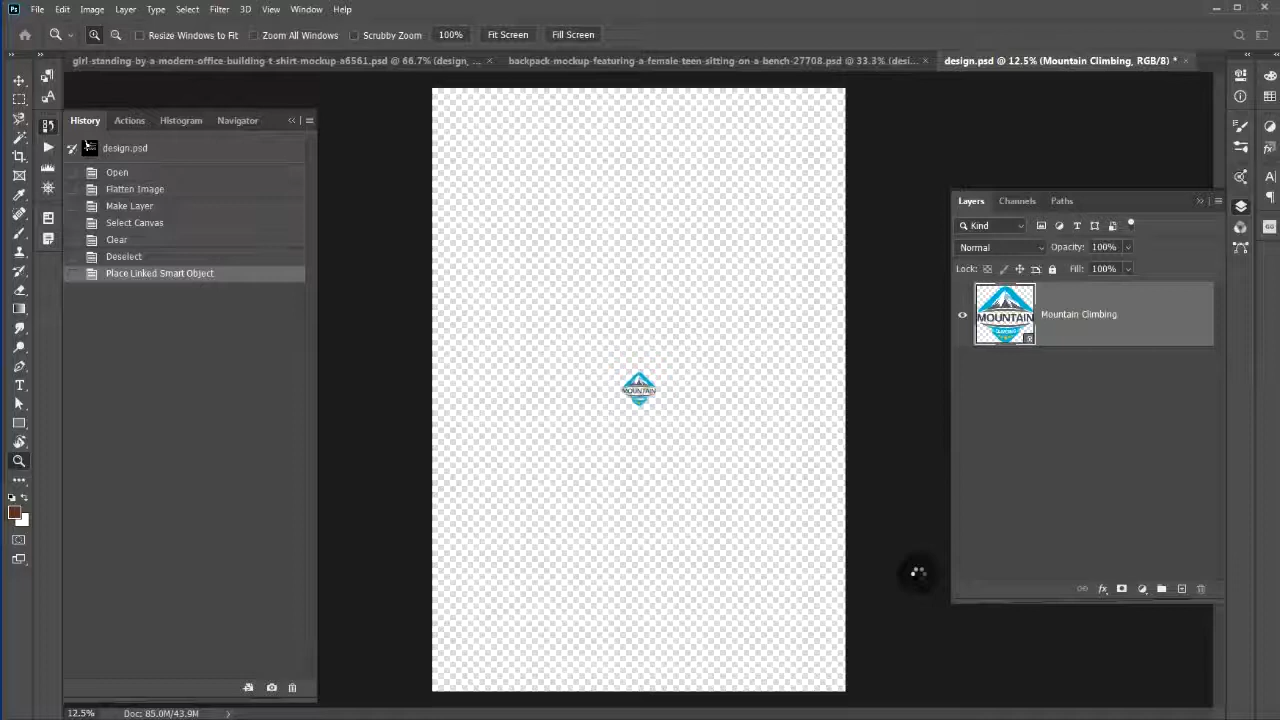 Ps File Edit Image Layer Type Select Filter 3D View Window Help
Resize Windows to Fit Zoom All Windows Scrubby Zoom 100% Fit Screen Fill Screen
girl-standing-by-a-modern-office-building-t-shirt-mockup-a6561.psd @ 66.7% (design, ... × backpack-mockup-featuring-a-female-teen-sitting-on-a-bench-27708.psd @ 33.3% (desi... × design.psd @ 12.5% (Mountain Climbing, RGB/8) * ×
History Actions Histogram Navigator
design.psd
Open
Flatten Image
Make Layer
Select Canvas
Clear
Deselect
Place Linked Smart Object
MOUNTAIN
Layers Channels Paths
Kind
Normal Opacity: 100%
Lock: Fill: 100%
MOUNTAIN
CLIMBING
Mountain Climbing
fx
12.5% Doc: 85.0M/43.9M